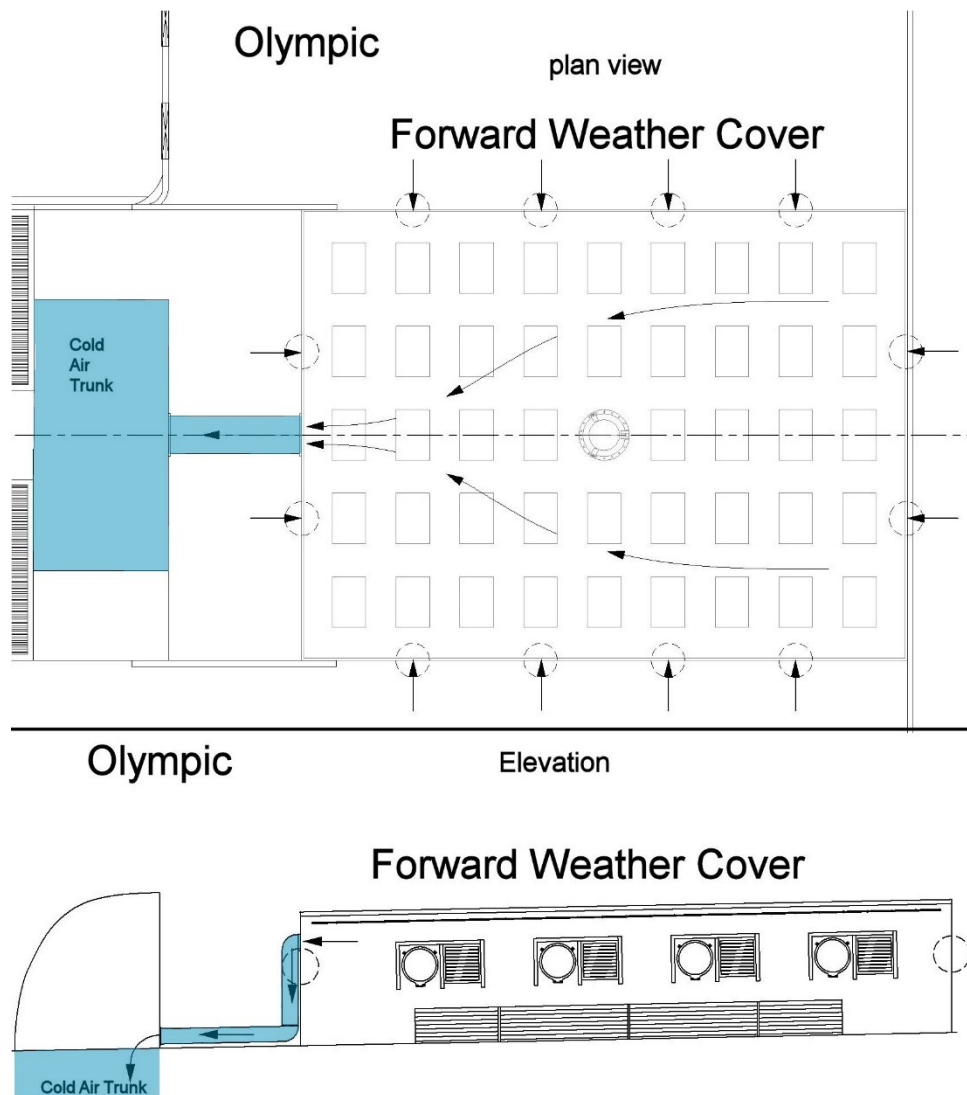 Olympic
plan view
Forward Weather Cover
Cold
Air
Trunk
Olympic
Elevation
Forward Weather Cover
Cold Air Trunk